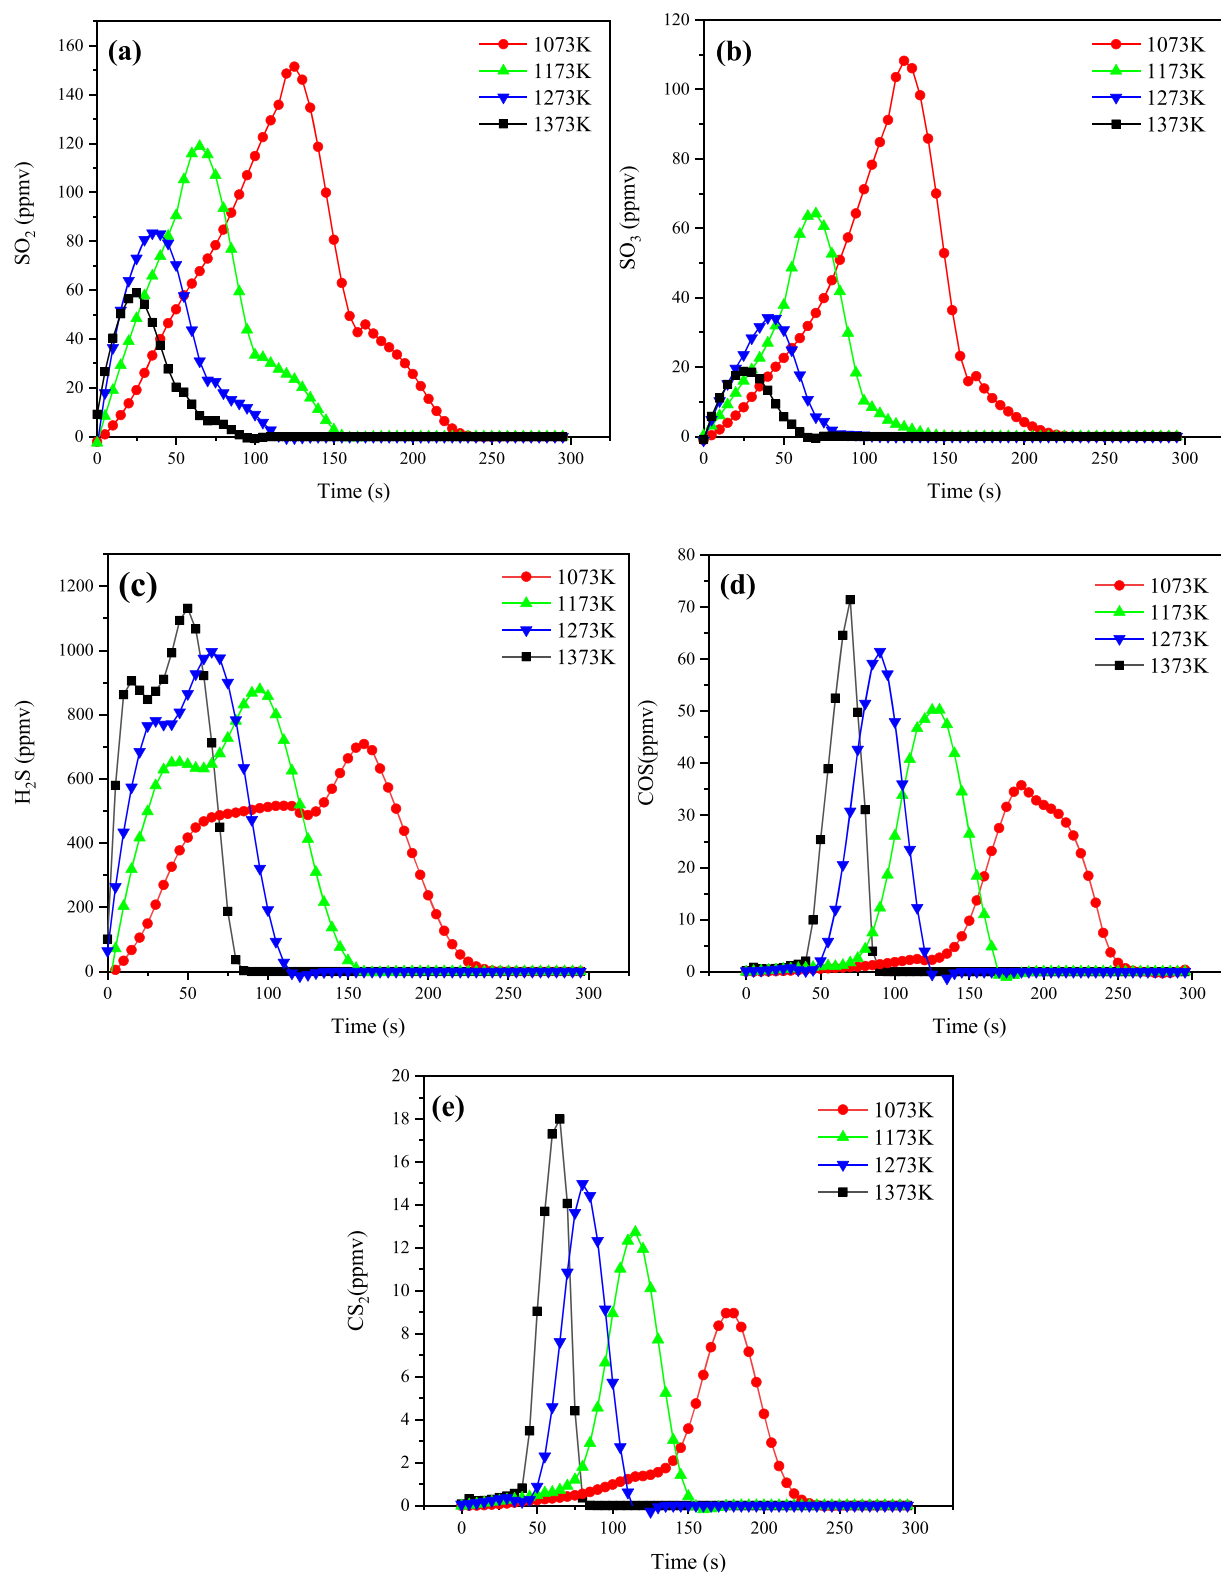 (a)
1073K
1173K
1273K
1373K
SO₂ (ppmv)
160
140
120
100
80
60
40
20
0
0 50 100 150 200 250 300
Time (s)
(b)
1073K
1173K
1273K
1373K
SO₃ (ppmv)
120
100
80
60
40
20
0
0 50 100 150 200 250 300
Time (s)
(c)
1073K
1173K
1273K
1373K
H₂S (ppmv)
1200
1000
800
600
400
200
0
0 50 100 150 200 250 300
Time (s)
(d)
1073K
1173K
1273K
1373K
COS(ppmv)
80
70
60
50
40
30
20
10
0
0 50 100 150 200 250 300
Time (s)
(e)
1073K
1173K
1273K
1373K
CS₂(ppmv)
20
18
16
14
12
10
8
6
4
2
0
0 50 100 150 200 250 300
Time (s)